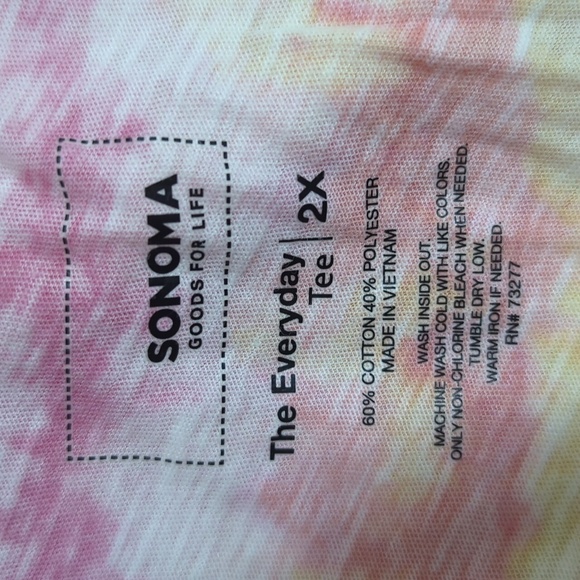 SONOMA
GOODS FOR LIFE
The Everyday
Tee | 2X
60% COTTON 40% POLYESTER
MADE IN VIETNAM
WASH INSIDE OUT.
MACHINE WASH COLD WITH LIKE COLORS.
ONLY NON-CHLORINE BLEACH WHEN NEEDED.
TUMBLE DRY LOW.
WARM IRON IF NEEDED.
RN# 73277